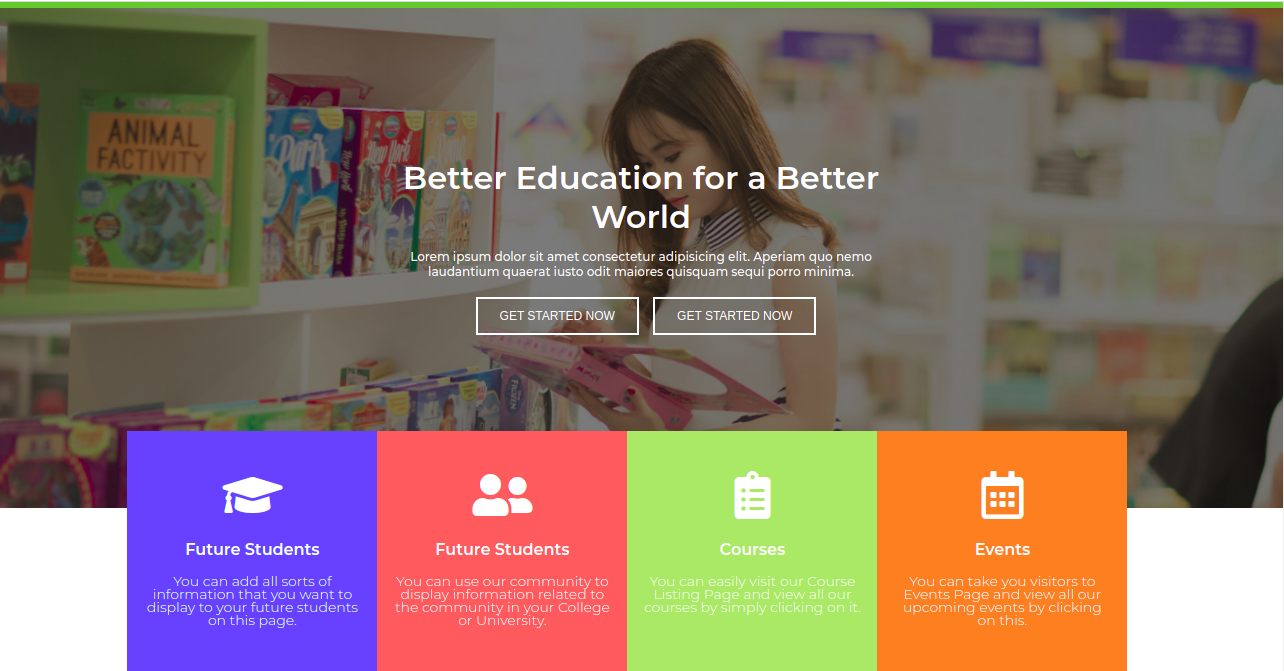 ANIMAL
FACTIVITY
Paris
New York
Better Education for a Better
World
Lorem ipsum dolor sit amet consectetur adipisicing elit. Aperiam quo nemo
laudantium quaerat iusto odit maiores quisquam sequi porro minima.
GET STARTED NOW
GET STARTED NOW
FROZEN
Future Students
You can add all sorts of
information that you want to
display to your future students
on this page.
Future Students
You can use our community to
display information related to
the community in your College
or University.
Courses
You can easily visit our Course
Listing Page and view all our
courses by simply clicking on it.
Events
You can take you visitors to
Events Page and view all our
upcoming events by clicking
on this.